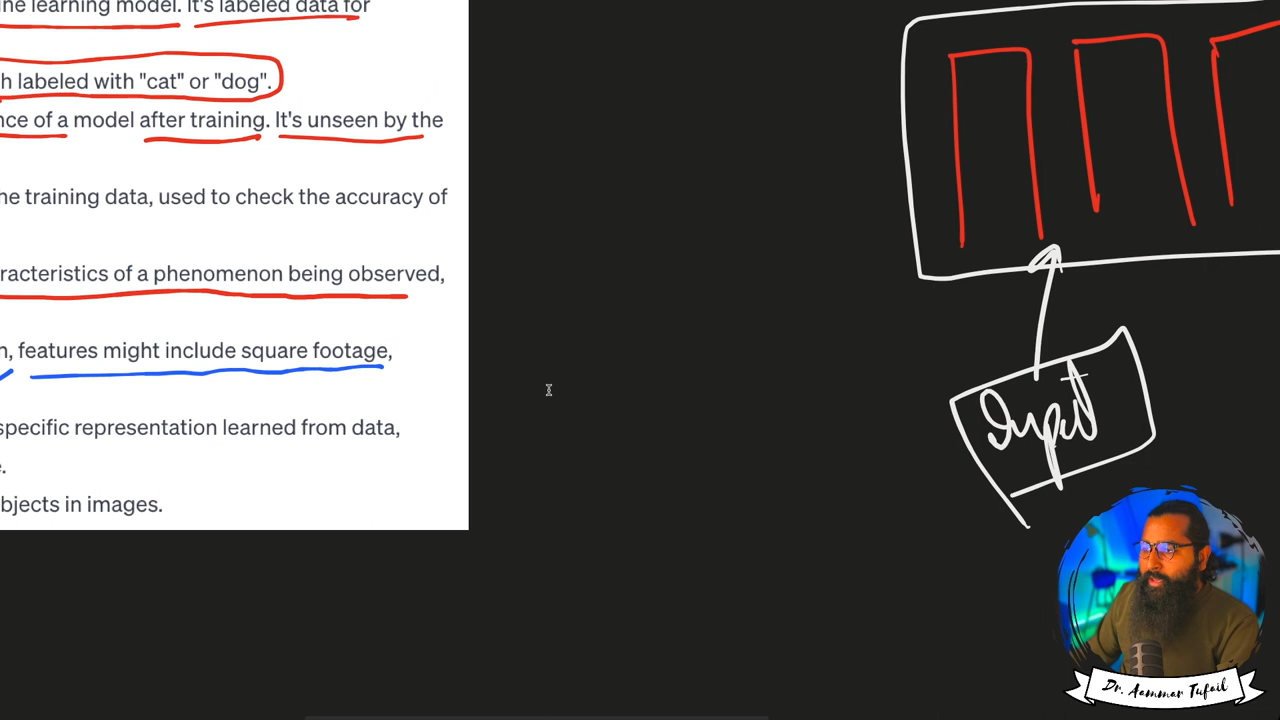 ine learning model. It's labeled data for
h labeled with "cat" or "dog".
nce of a model after training. It's unseen by the
he training data, used to check the accuracy of
racteristics of a phenomenon being observed,
n, features might include square footage,
specific representation learned from data,
e.
bjects in images.
Input
Dr. Aammar Tufail